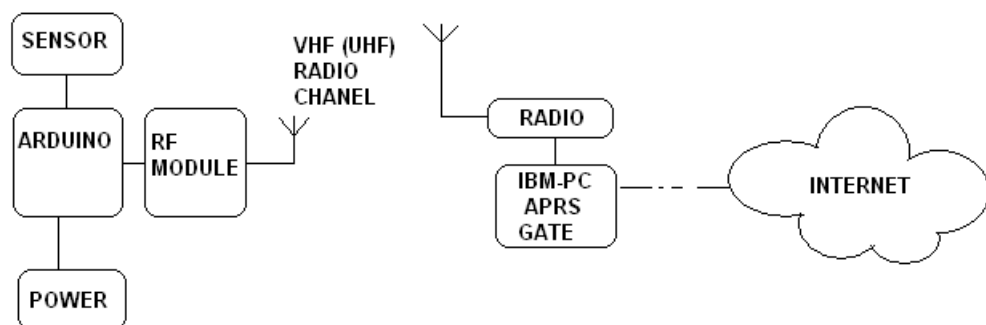 SENSOR
ARDUINO
RF
MODULE
POWER
VHF (UHF)
RADIO
CHANEL
RADIO
IBM-PC
APRS
GATE
INTERNET